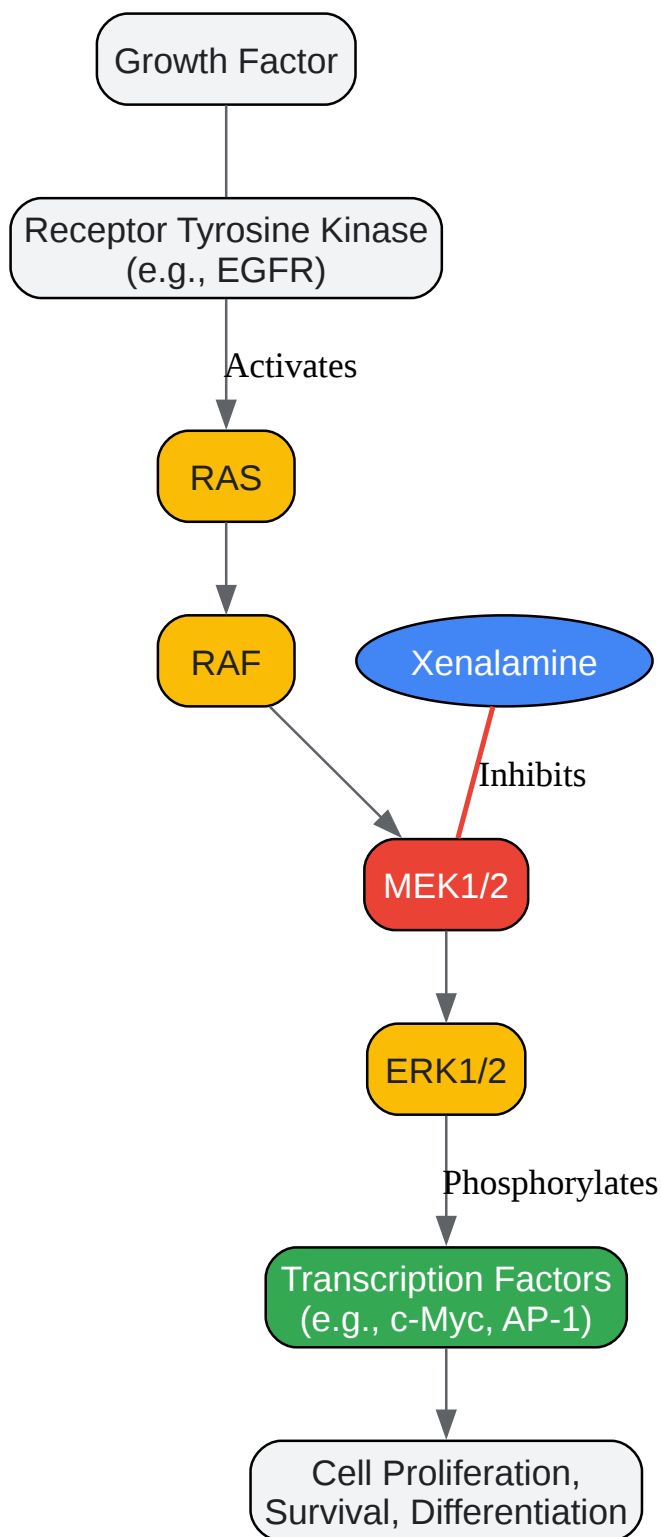 Growth Factor
Receptor Tyrosine Kinase
(e.g., EGFR)
Activates
RAS
RAF
Xenalamine
Inhibits
MEK1/2
ERK1/2
Phosphorylates
Transcription Factors
(e.g., c-Myc, AP-1)
Cell Proliferation,
Survival, Differentiation